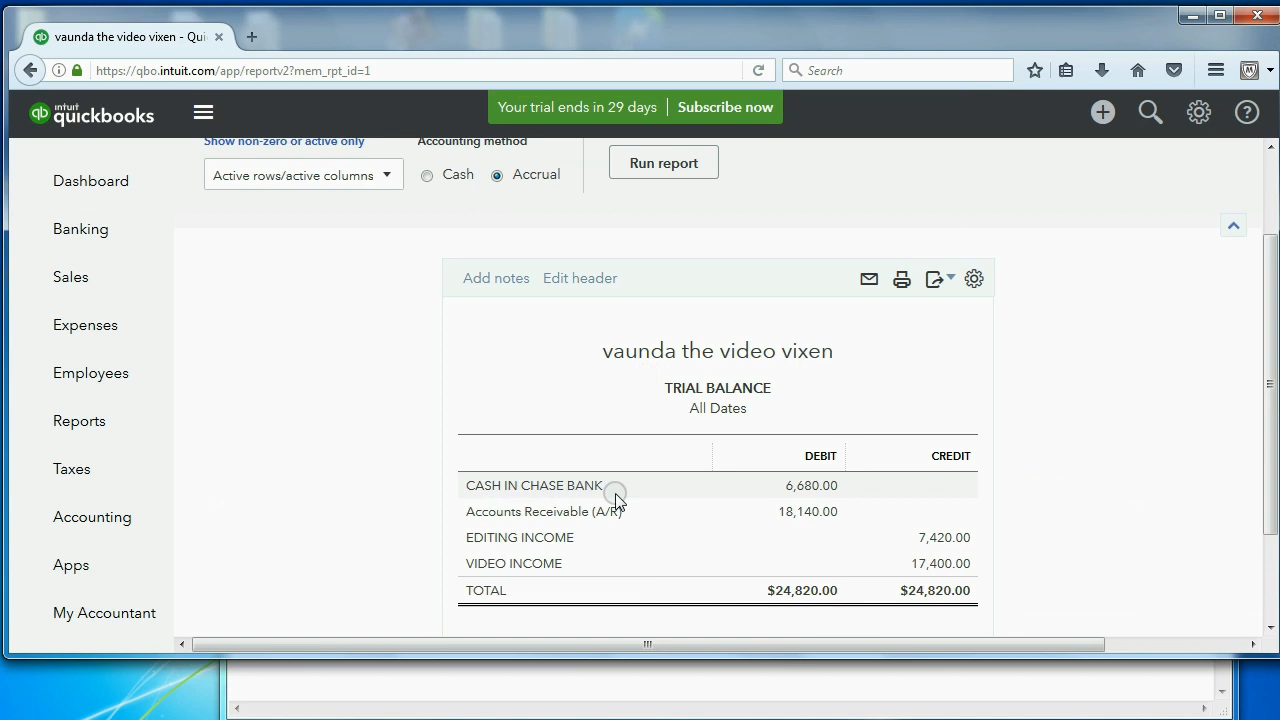 vaunda the video vixen - Qui
https://qbo.intuit.com/app/reportv2?mem_rpt_id=1
Search
intuit quickbooks
Your trial ends in 29 days Subscribe now
Show non-zero or active only Accounting method
Active rows/active columns Cash Accrual Run report
Dashboard
Banking
Sales
Expenses
Employees
Reports
Taxes
Accounting
Apps
My Accountant
Add notes Edit header
vaunda the video vixen
TRIAL BALANCE
All Dates
DEBIT CREDIT
CASH IN CHASE BANK 6,680.00
Accounts Receivable (A/R) 18,140.00
EDITING INCOME 7,420.00
VIDEO INCOME 17,400.00
TOTAL $24,820.00 $24,820.00